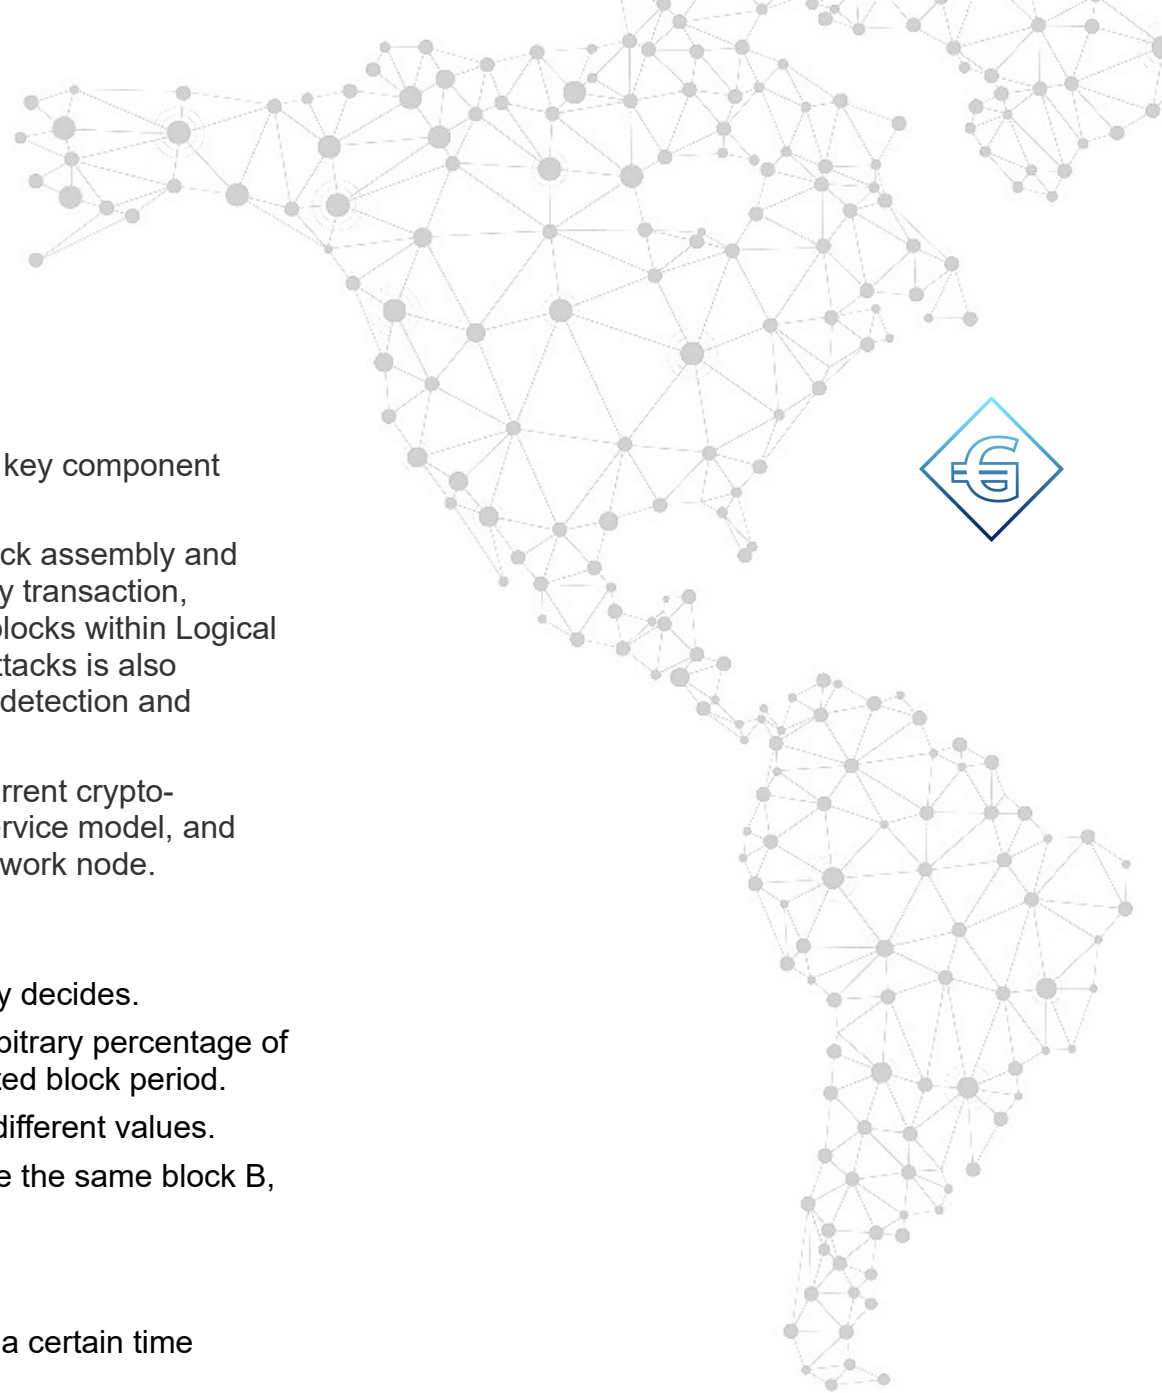 key component
ck assembly and
y transaction,
locks within Logical
ttacks is also
detection and
rrent crypto-
rvice model, and
work node.
y decides.
bitrary percentage of
ted block period.
different values.
e the same block B,
a certain time